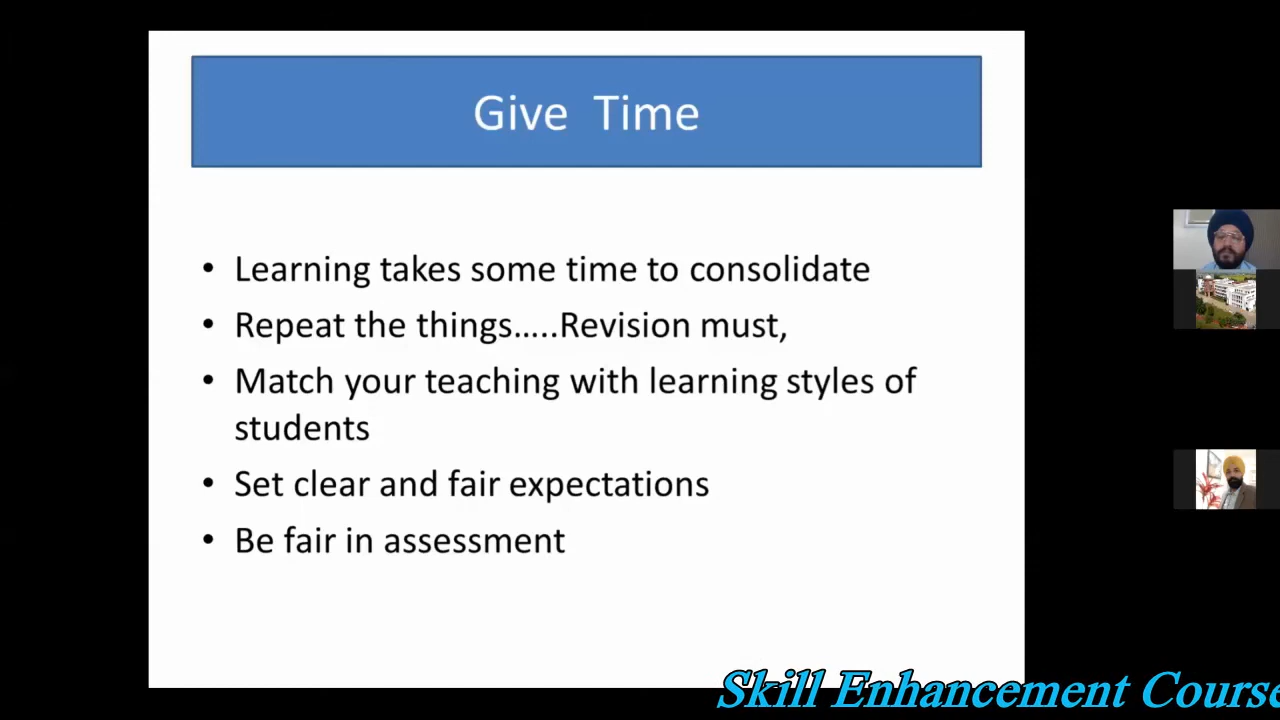 Give Time
• Learning takes some time to consolidate
• Repeat the things.....Revision must,
• Match your teaching with learning styles of
students
• Set clear and fair expectations
• Be fair in assessment
Skill Enhancement Course